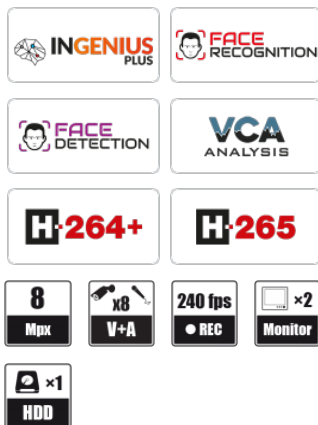 INGENIUS
PLUS
FACE
RECOGNITION
FACE
DETECTION
VCA
ANALYSIS
H·264+
H·265
8
Mpx
x8
V+A
240 fps
REC
×2
Monitor
×1
HDD